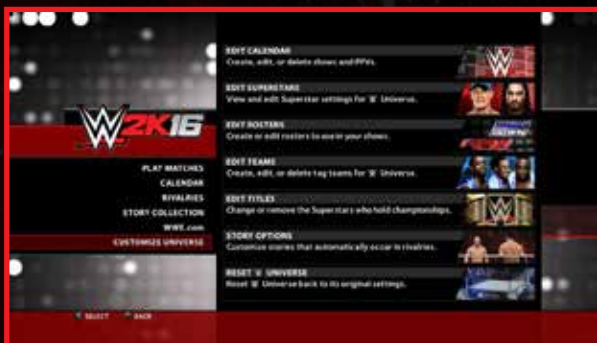 W 2K16
PLAY MATCHES
CALENDAR
RIVALRIES
STORY COLLECTION
WWE.com
CUSTOMIZE UNIVERSE
EDIT CALENDAR
Create, edit, or delete shows and PPVs.
EDIT SUPERSTARS
View and edit Superstar settings for W Universe.
EDIT ROSTERS
Create or edit rosters to use in your shows.
EDIT TEAMS
Create, edit, or delete tag teams for W Universe.
EDIT TITLES
Change or remove the Superstars who hold championships.
STORY OPTIONS
Customize stories that automatically occur in rivalries.
RESET W UNIVERSE
Reset W Universe back to its original settings.
SELECT BACK